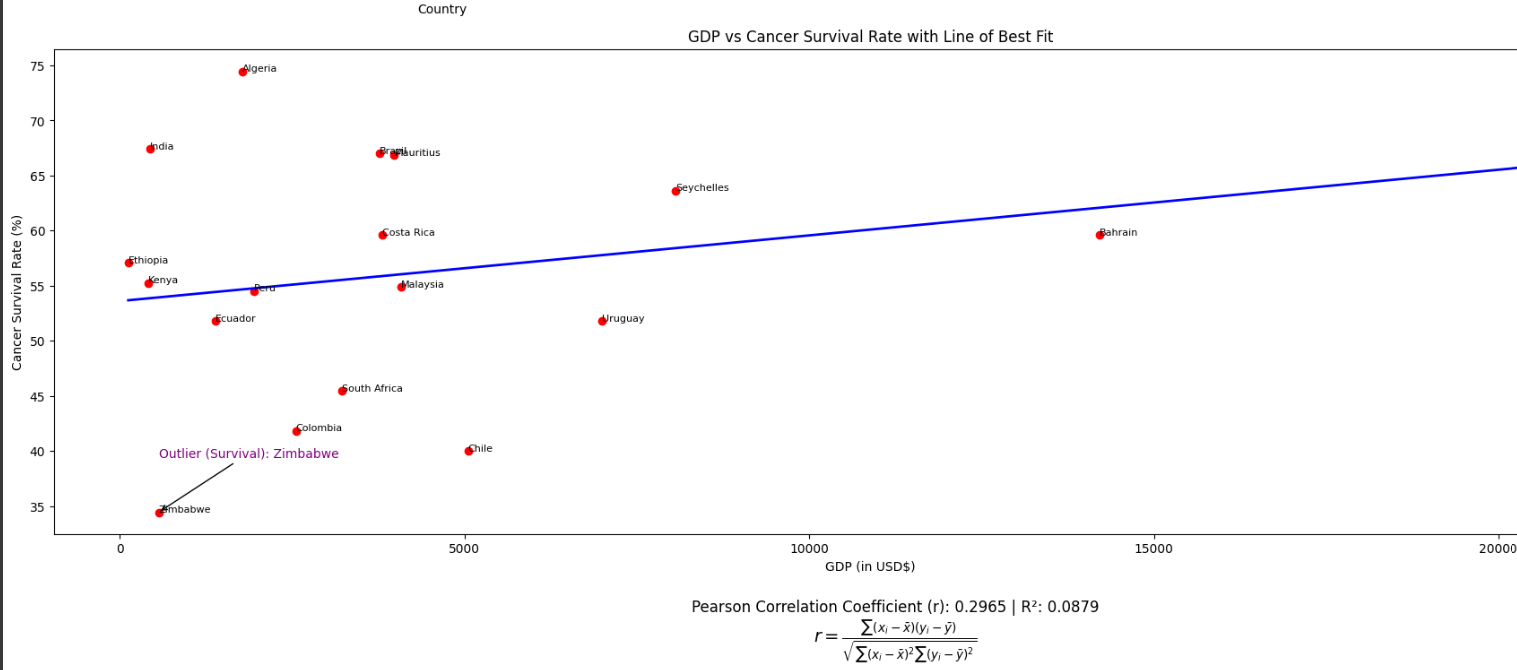 Country
GDP vs Cancer Survival Rate with Line of Best Fit
75
Algeria
70
India
Brazil
Mauritius
65
Seychelles
60
Costa Rica
Bahrain
Ethiopia
Kenya
55
Peru
Malaysia
Ecuador
Uruguay
50
45
South Africa
Colombia
40
Chile
Outlier (Survival): Zimbabwe
35
Zimbabwe
Cancer Survival Rate (%)
0 5000 10000 15000 20000
GDP (in USD$)
Pearson Correlation Coefficient (r): 0.2965 | R²: 0.0879
r = ∑(xᵢ − x̄)(yᵢ − ȳ) / √∑(xᵢ − x̄)²∑(yᵢ − ȳ)²